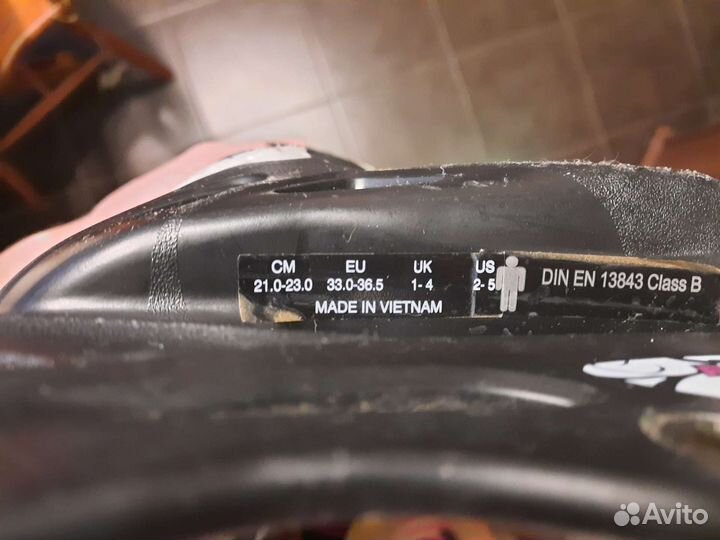 CM EU UK US
21.0-23.0 33.0-36.5 1-4 2-5
MADE IN VIETNAM
DIN EN 13843 Class B
Avito